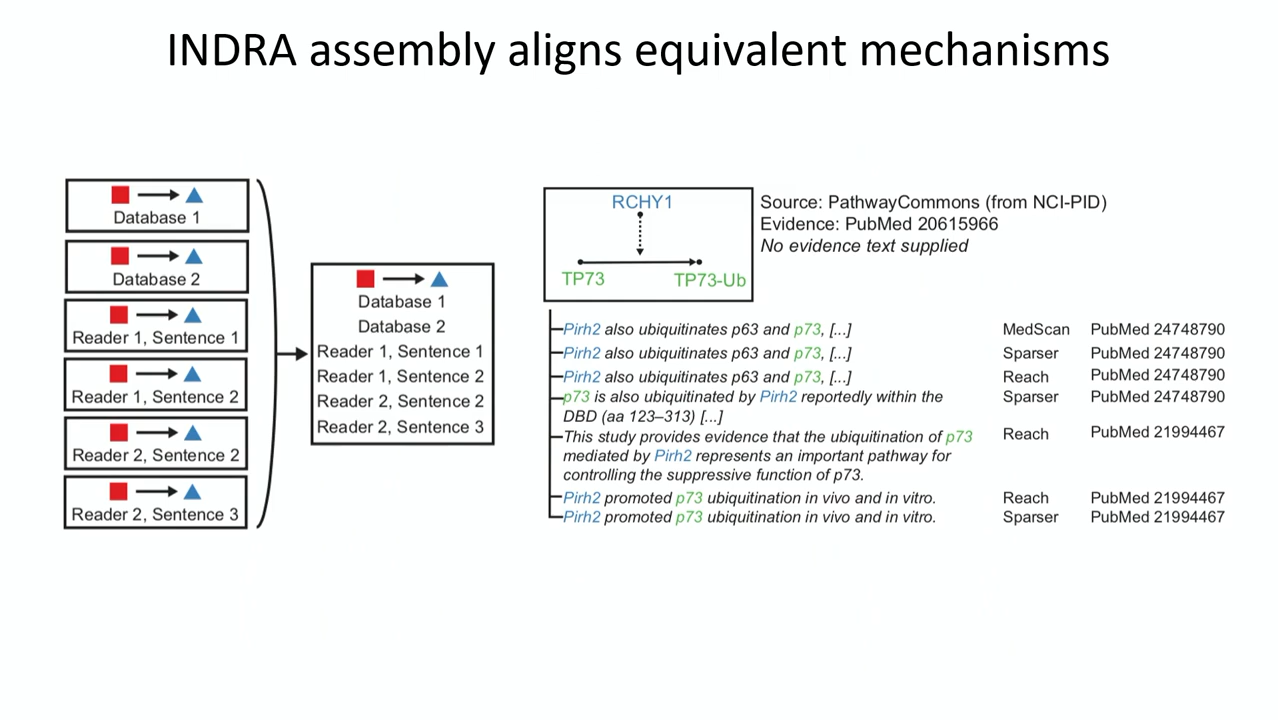 INDRA assembly aligns equivalent mechanisms
Database 1
Database 2
Reader 1, Sentence 1
Reader 1, Sentence 2
Reader 2, Sentence 2
Reader 2, Sentence 3
Database 1
Database 2
Reader 1, Sentence 1
Reader 1, Sentence 2
Reader 2, Sentence 2
Reader 2, Sentence 3
RCHY1
TP73 TP73-Ub
Source: PathwayCommons (from NCI-PID)
Evidence: PubMed 20615966
No evidence text supplied
Pirh2 also ubiquitinates p63 and p73, [...] MedScan PubMed 24748790
Pirh2 also ubiquitinates p63 and p73, [...] Sparser PubMed 24748790
Pirh2 also ubiquitinates p63 and p73, [...] Reach PubMed 24748790
p73 is also ubiquitinated by Pirh2 reportedly within the Sparser PubMed 24748790
DBD (aa 123–313) [...]
This study provides evidence that the ubiquitination of p73 Reach PubMed 21994467
mediated by Pirh2 represents an important pathway for
controlling the suppressive function of p73.
Pirh2 promoted p73 ubiquitination in vivo and in vitro. Reach PubMed 21994467
Pirh2 promoted p73 ubiquitination in vivo and in vitro. Sparser PubMed 21994467